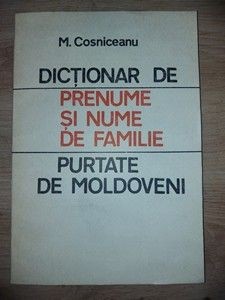 M. Cosniceanu
DICȚIONAR DE
PRENUME
ȘI NUME
DE FAMILIE
PURTATE
DE MOLDOVENI